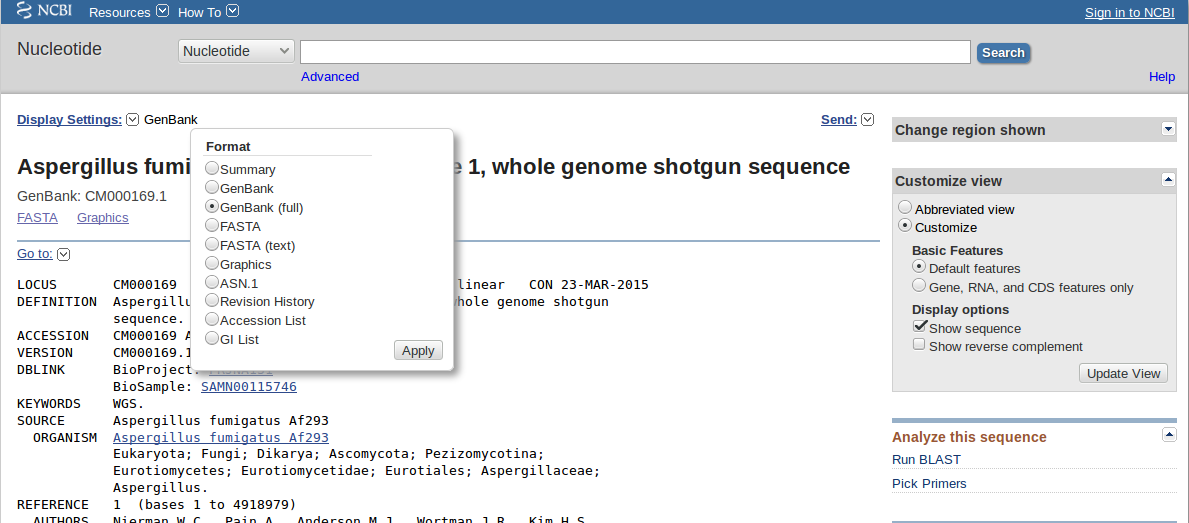 NCBI Resources How To Sign in to NCBI
Nucleotide Nucleotide Search
Advanced Help
Display Settings: GenBank Send:
Format
Summary
GenBank
GenBank (full)
FASTA
FASTA (text)
Graphics
ASN.1
Revision History
Accession List
GI List
Apply
Aspergillus fumi e 1, whole genome shotgun sequence
GenBank: CM000169.1
FASTA Graphics
Go to:
LOCUS CM000169 linear CON 23-MAR-2015
DEFINITION Aspergillu whole genome shotgun
sequence.
ACCESSION CM000169 A
VERSION CM000169.1
DBLINK BioProject:
BioSample: SAMN00115746
KEYWORDS WGS.
SOURCE Aspergillus fumigatus Af293
ORGANISM Aspergillus fumigatus Af293
Eukaryota; Fungi; Dikarya; Ascomycota; Pezizomycotina;
Eurotiomycetes; Eurotiomycetidae; Eurotiales; Aspergillaceae;
Aspergillus.
REFERENCE 1 (bases 1 to 4918979)
AUTHORS Nierman,W.C., Pain,A., Anderson,M.J., Wortman,J.R., Kim,H.S.,
Change region shown
Customize view
Abbreviated view
Customize
Basic Features
Default features
Gene, RNA, and CDS features only
Display options
Show sequence
Show reverse complement
Update View
Analyze this sequence
Run BLAST
Pick Primers